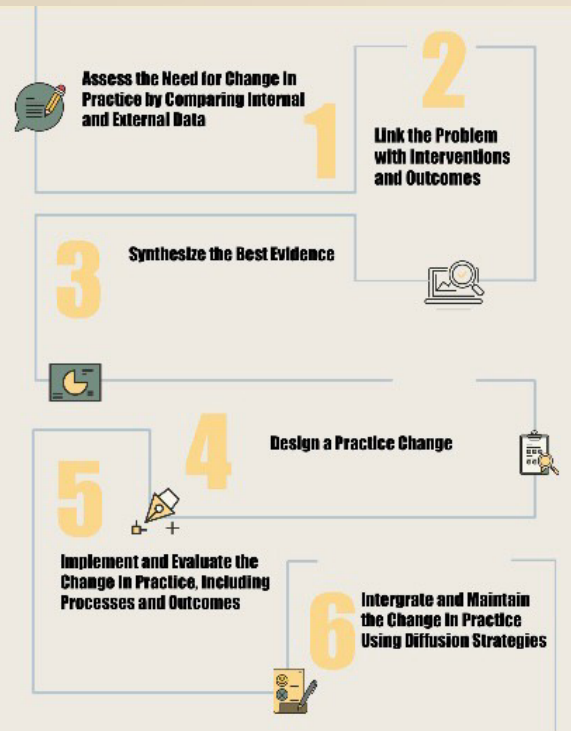 Assess the Need for Change in
Practice by Comparing Internal
and External Data
1
2
Link the Problem
with Interventions
and Outcomes
3
Synthesize the Best Evidence
4
Design a Practice Change
5
Implement and Evaluate the
Change in Practice, Including
Processes and Outcomes
6
Intergrate and Maintain
the Change in Practice
Using Diffusion Strategies